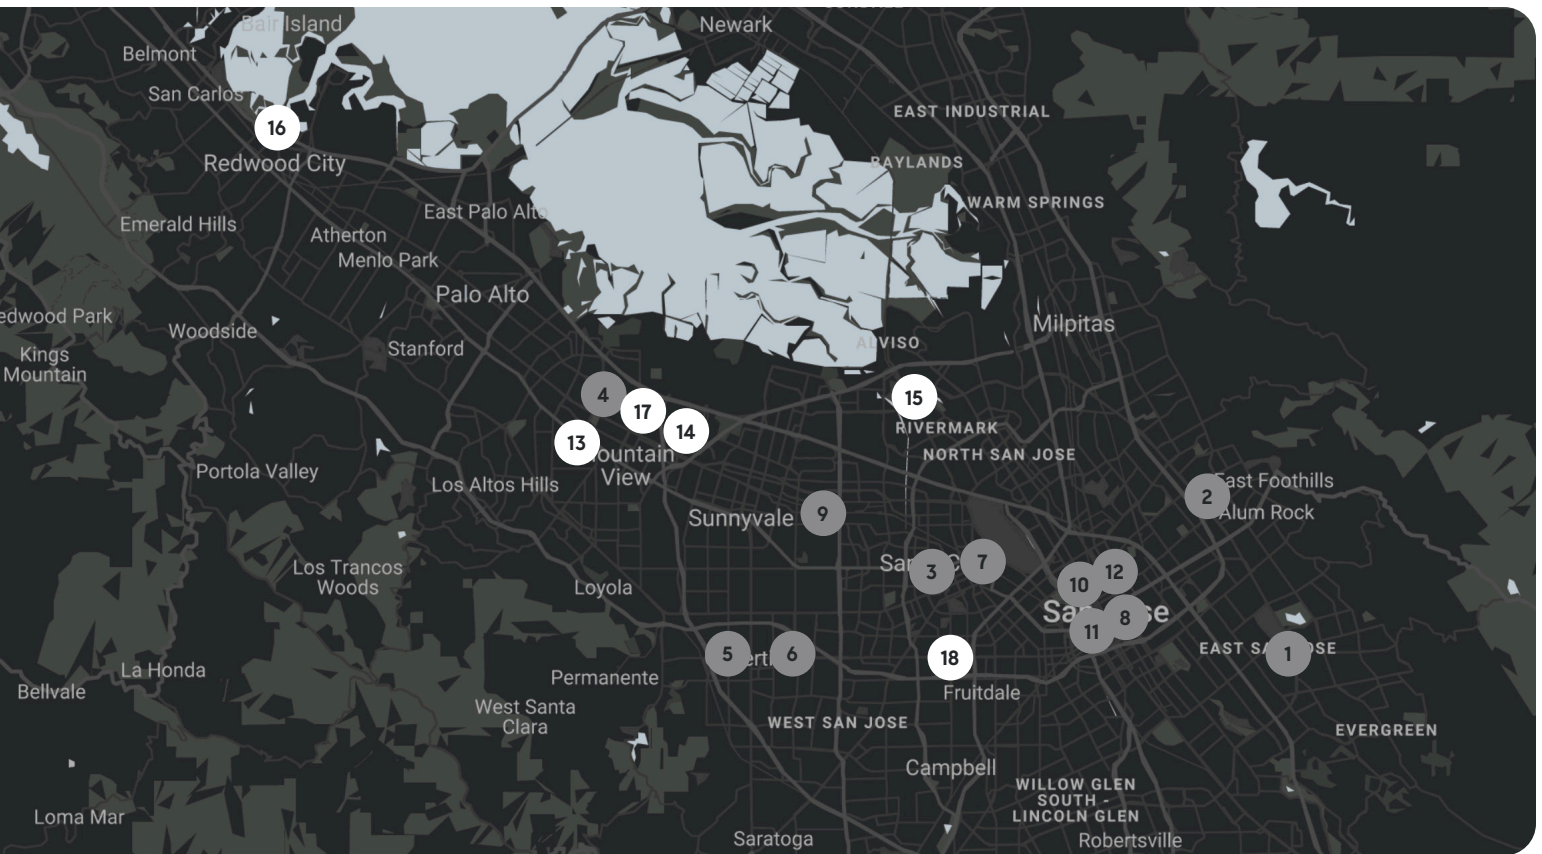 Bair Island
Newark
Belmont
San Carlos
EAST INDUSTRIAL
16
Redwood City
BAYLANDS
WARM SPRINGS
East Palo Alto
Emerald Hills
Atherton
Menlo Park
Palo Alto
edwood Park
Milpitas
Woodside
ALVISO
Stanford
Kings
Mountain
4
17
15
14
13
RIVERMARK
ountain
View
NORTH SAN JOSE
Portola Valley
Los Altos Hills
East Foothills
2
Alum Rock
9
Sunnyvale
7
3
12
10
Los Trancos
Woods
Loyola
San
se
8
11
EAST SA OSE
1
5
ert
6
18
La Honda
Permanente
Bellvale
Fruitdale
West Santa
Clara
WEST SAN JOSE
EVERGREEN
Campbell
WILLOW GLEN
SOUTH -
LINCOLN GLEN
Loma Mar
Saratoga
Robertsville